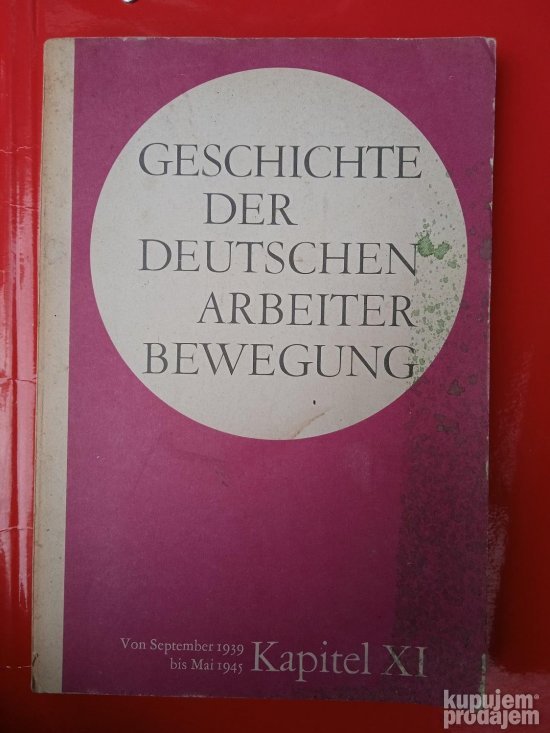 GESCHICHTE
DER
DEUTSCHEN
ARBEITER
BEWEGUNG
Von September 1939
bis Mai 1945
Kapitel XI
kupujem
prodajem